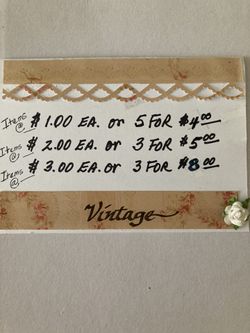 Items @ $1.00 EA. or 5 FOR $4.00
Items @ $2.00 EA. or 3 FOR $5.00
Items @ $3.00 EA. or 3 FOR $8.00
Vintage